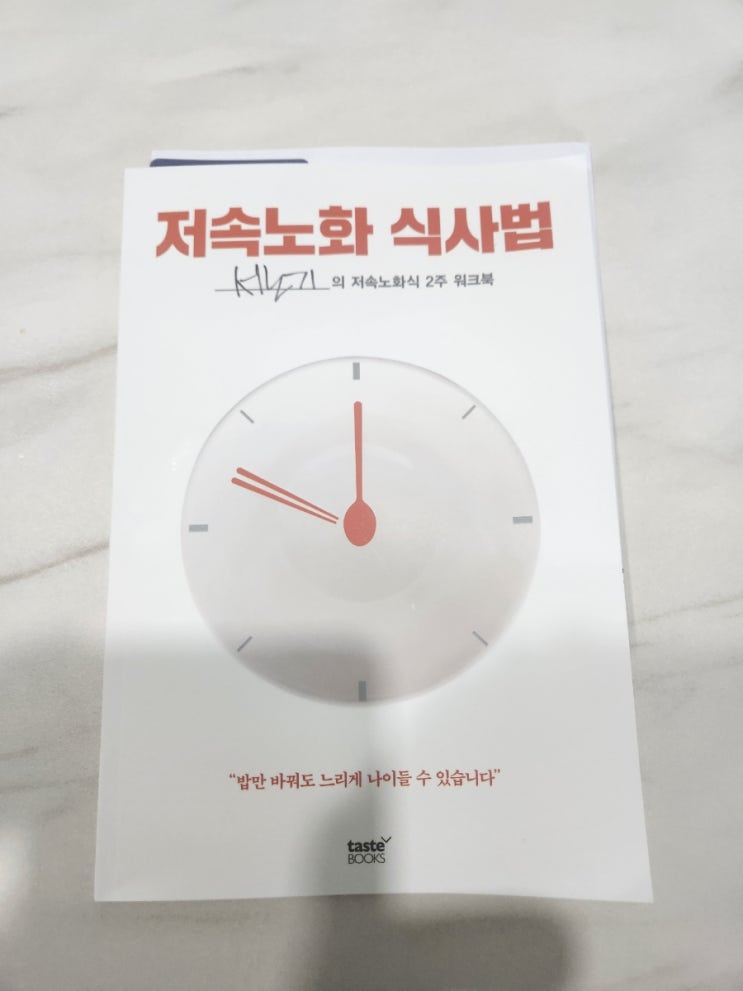 저속노화 식사법
의 저속노화식 2주 워크북
“밥만 바꿔도 느리게 나이들 수 있습니다”
taste
BOOKS